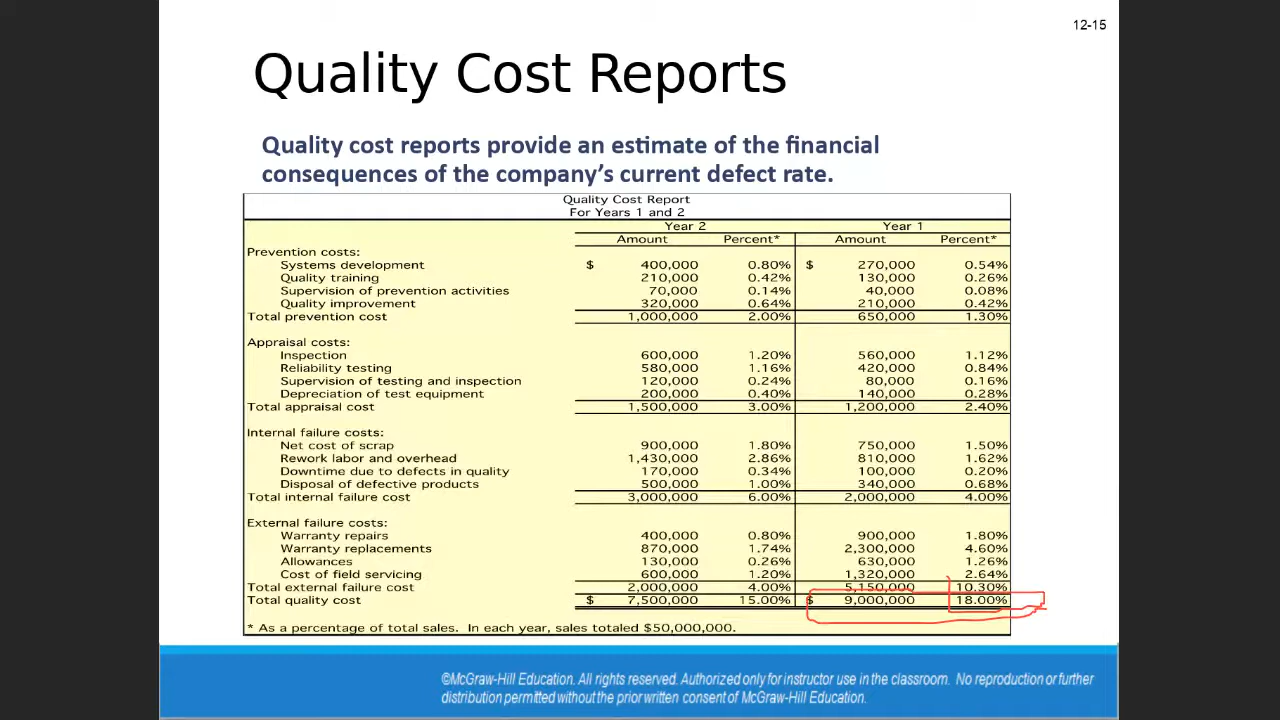 12-15
Quality Cost Reports
Quality cost reports provide an estimate of the financial
consequences of the company's current defect rate.
Quality Cost Report
For Years 1 and 2
Year 2 Year 1
Amount Percent* Amount Percent*
Prevention costs:
Systems development $ 400,000 0.80% $ 270,000 0.54%
Quality training 210,000 0.42% 130,000 0.26%
Supervision of prevention activities 70,000 0.14% 40,000 0.08%
Quality improvement 320,000 0.64% 210,000 0.42%
Total prevention cost 1,000,000 2.00% 650,000 1.30%
Appraisal costs:
Inspection 600,000 1.20% 560,000 1.12%
Reliability testing 580,000 1.16% 420,000 0.84%
Supervision of testing and inspection 120,000 0.24% 80,000 0.16%
Depreciation of test equipment 200,000 0.40% 140,000 0.28%
Total appraisal cost 1,500,000 3.00% 1,200,000 2.40%
Internal failure costs:
Net cost of scrap 900,000 1.80% 750,000 1.50%
Rework labor and overhead 1,430,000 2.86% 810,000 1.62%
Downtime due to defects in quality 170,000 0.34% 100,000 0.20%
Disposal of defective products 500,000 1.00% 340,000 0.68%
Total internal failure cost 3,000,000 6.00% 2,000,000 4.00%
External failure costs:
Warranty repairs 400,000 0.80% 900,000 1.80%
Warranty replacements 870,000 1.74% 2,300,000 4.60%
Allowances 130,000 0.26% 630,000 1.26%
Cost of field servicing 600,000 1.20% 1,320,000 2.64%
Total external failure cost 2,000,000 4.00% 5,150,000 10.30%
Total quality cost $ 7,500,000 15.00% $ 9,000,000 18.00%
* As a percentage of total sales. In each year, sales totaled $50,000,000.
©McGraw-Hill Education. All rights reserved. Authorized only for instructor use in the classroom. No reproduction or further
distribution permitted without the prior written consent of McGraw-Hill Education.